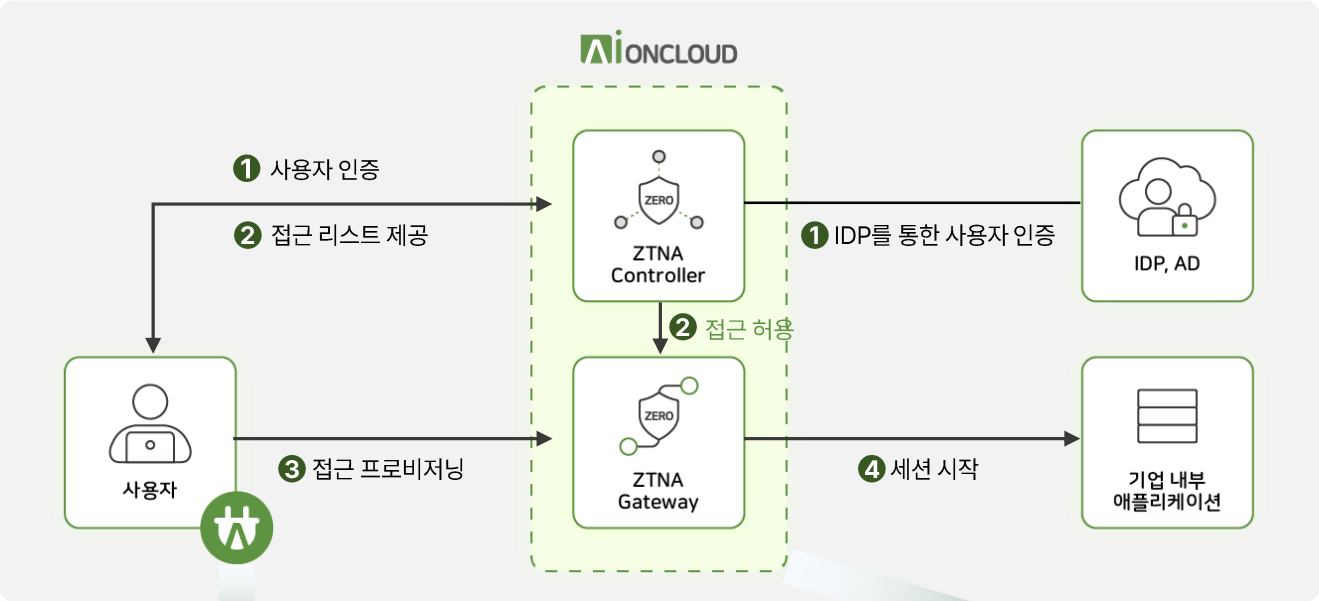 AiONCLOUD
1 사용자 인증
2 접근 리스트 제공
ZERO
ZTNA
Controller
1 IDP를 통한 사용자 인증
IDP, AD
2 접근 허용
사용자
3 접근 프로비저닝
ZERO
ZTNA
Gateway
4 세션 시작
기업 내부
애플리케이션